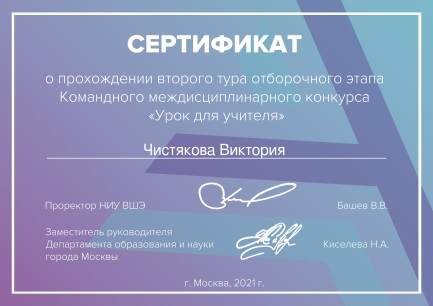 СЕРТИФИКАТ
о прохождении второго тура отборочного этапа
Командного междисциплинарного конкурса
«Урок для учителя»
Чистякова Виктория
Проректор НИУ ВШЭ
Башев В.В.
Заместитель руководителя
Департамента образования и науки
города Москвы
Киселева Н.А.
г. Москва, 2021 г.